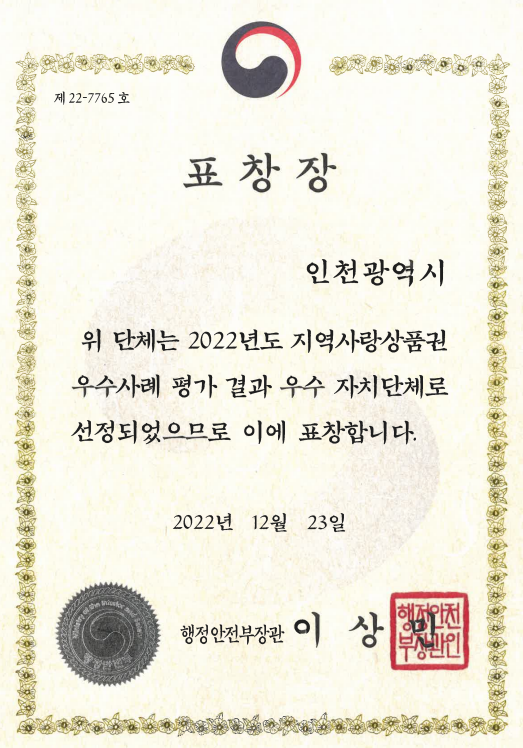 제 22-7765 호
표창장
인천광역시
위 단체는 2022년도 지역사랑상품권
우수사례 평가 결과 우수 자치단체로
선정되었으므로 이에 표창합니다.
2022년 12월 23일
행정안전부장관 이 상 민
행정안전
부장관인